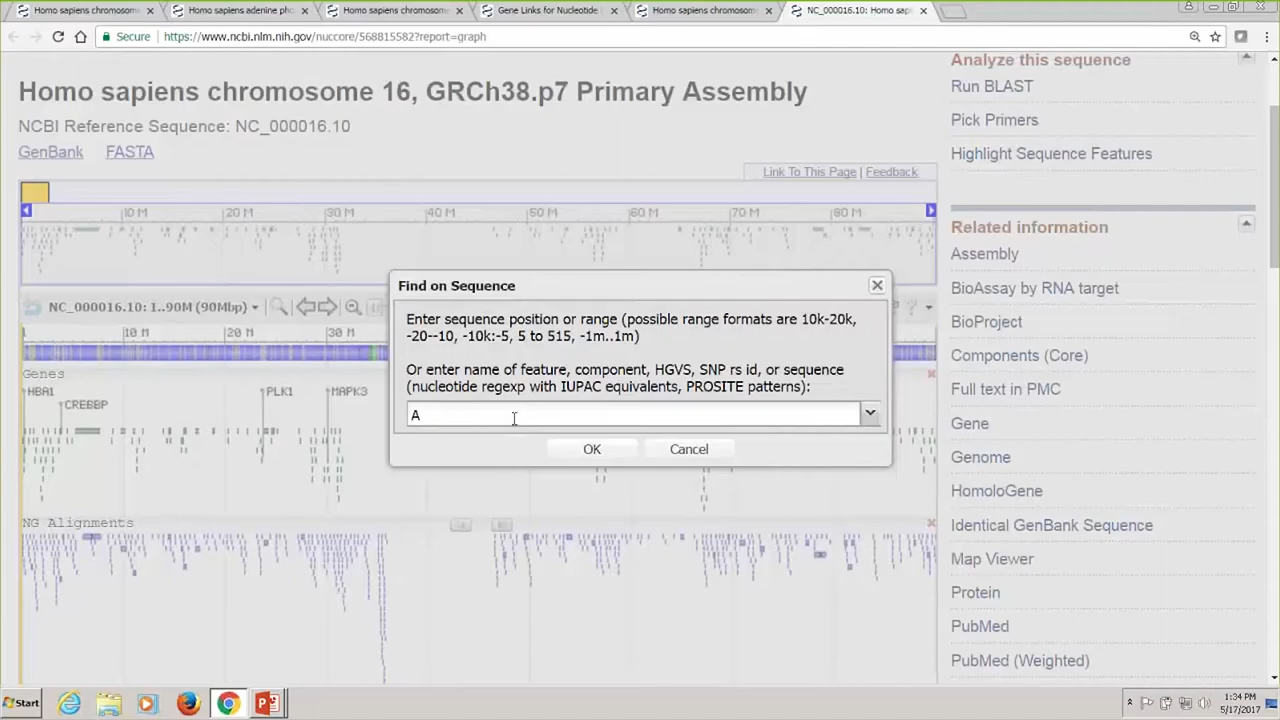 Homo sapiens chromosome
Homo sapiens adenine pho
Homo sapiens chromosome
Gene Links for Nucleotide
Homo sapiens chromosome
NC_000016.10: Homo sap
Secure
https://www.ncbi.nlm.nih.gov/nuccore/568815582?report=graph
Homo sapiens chromosome 16, GRCh38.p7 Primary Assembly
NCBI Reference Sequence: NC_000016.10
GenBank FASTA
Link To This Page | Feedback
10 M 20 M 30 M 40 M 50 M 60 M 70 M 80 M
NC_000016.10: 1..90M (90Mbp)
?
1 10 M 20 M 30 M
Genes
HBA1 CREBBP PLK1 MAPK3
NG Alignments
Find on Sequence
Enter sequence position or range (possible range formats are 10k-20k,
-20--10, -10k:-5, 5 to 515, -1m..1m)
Or enter name of feature, component, HGVS, SNP rs id, or sequence
(nucleotide regexp with IUPAC equivalents, PROSITE patterns):
A
OK Cancel
Analyze this sequence
Run BLAST
Pick Primers
Highlight Sequence Features
Related information
Assembly
BioAssay by RNA target
BioProject
Components (Core)
Full text in PMC
Gene
Genome
HomoloGene
Identical GenBank Sequence
Map Viewer
Protein
PubMed
PubMed (Weighted)
Start
1:34 PM
5/17/2017